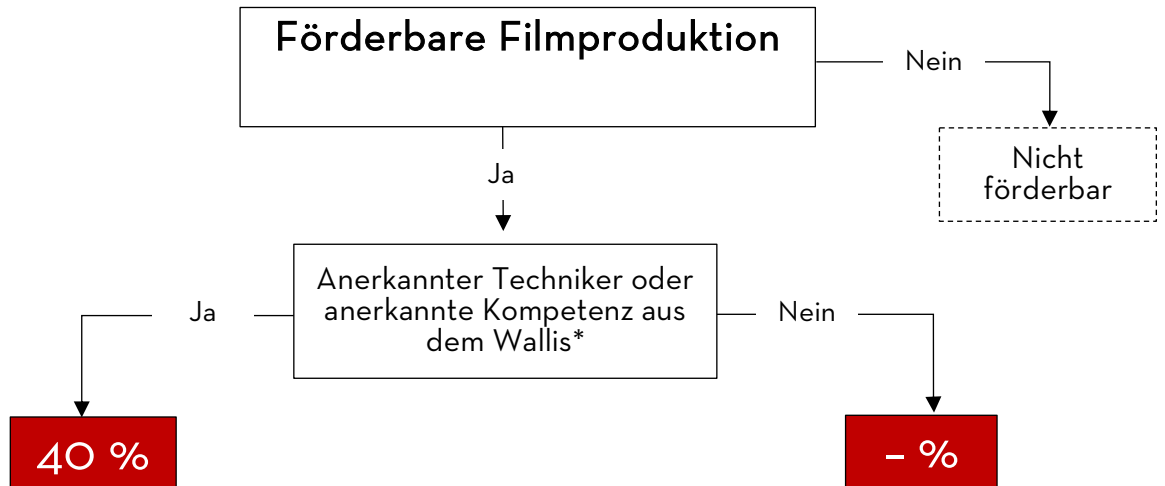 Förderbare Filmproduktion
Nein
Nicht
förderbar
Ja
Anerkannter Techniker oder
anerkannte Kompetenz aus
dem Wallis*
Ja
Nein
40 %
– %